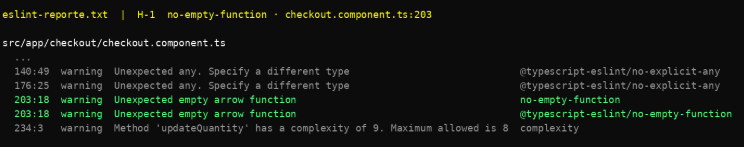 eslint-reporte.txt | H-1 no-empty-function · checkout.component.ts:203
src/app/checkout/checkout.component.ts
...
140:49 warning Unexpected any. Specify a different type @typescript-eslint/no-explicit-any
176:25 warning Unexpected any. Specify a different type @typescript-eslint/no-explicit-any
203:18 warning Unexpected empty arrow function no-empty-function
203:18 warning Unexpected empty arrow function @typescript-eslint/no-empty-function
234:3 warning Method 'updateQuantity' has a complexity of 9. Maximum allowed is 8 complexity